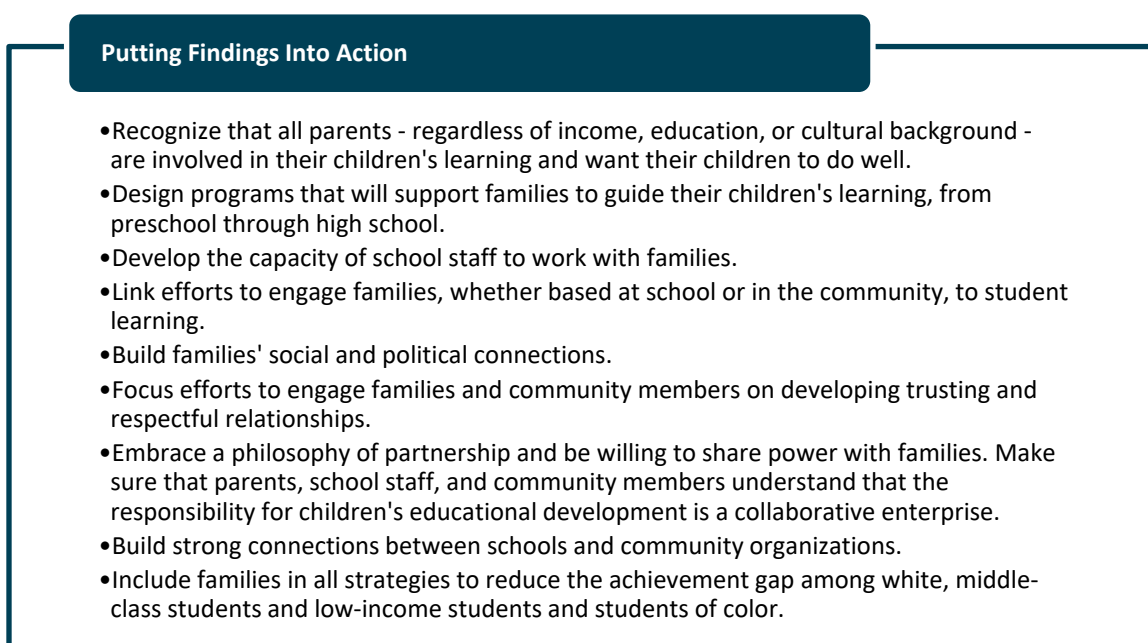 Putting Findings Into Action
•Recognize that all parents - regardless of income, education, or cultural background -
are involved in their children's learning and want their children to do well.
•Design programs that will support families to guide their children's learning, from
preschool through high school.
•Develop the capacity of school staff to work with families.
•Link efforts to engage families, whether based at school or in the community, to student
learning.
•Build families' social and political connections.
•Focus efforts to engage families and community members on developing trusting and
respectful relationships.
•Embrace a philosophy of partnership and be willing to share power with families. Make
sure that parents, school staff, and community members understand that the
responsibility for children's educational development is a collaborative enterprise.
•Build strong connections between schools and community organizations.
•Include families in all strategies to reduce the achievement gap among white, middle-
class students and low-income students and students of color.